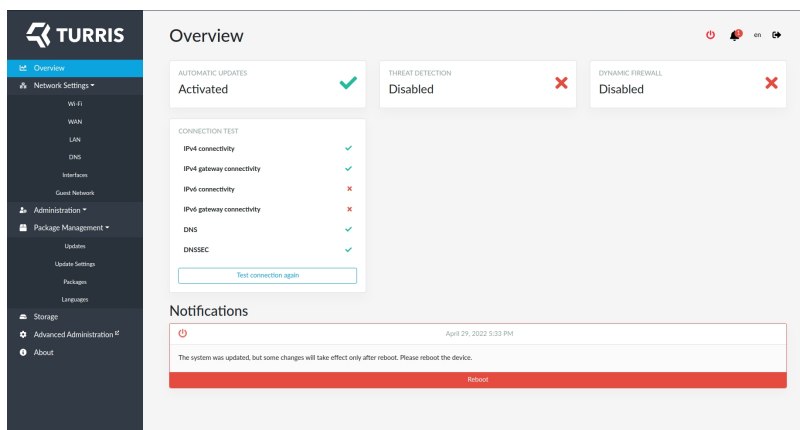 TURRIS
Overview
Network Settings
Wi-Fi
WAN
LAN
DNS
Interfaces
Guest Network
Administration
Package Management
Updates
Update Settings
Packages
Languages
Storage
Advanced Administration
About
Overview
en
AUTOMATIC UPDATES
Activated
THREAT DETECTION
Disabled
DYNAMIC FIREWALL
Disabled
CONNECTION TEST
IPv4 connectivity
IPv4 gateway connectivity
IPv6 connectivity
IPv6 gateway connectivity
DNS
DNSSEC
Test connection again
Notifications
April 29, 2022 5:33 PM
The system was updated, but some changes will take effect only after reboot. Please reboot the device.
Reboot